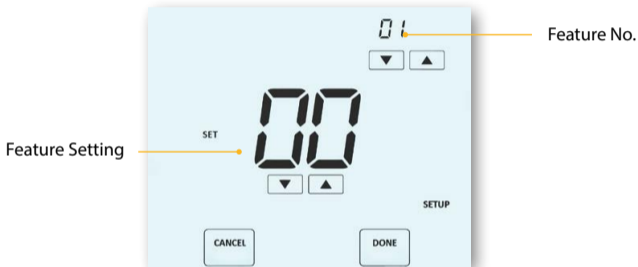 01
Feature No.
SET
00
Feature Setting
SETUP
CANCEL
DONE